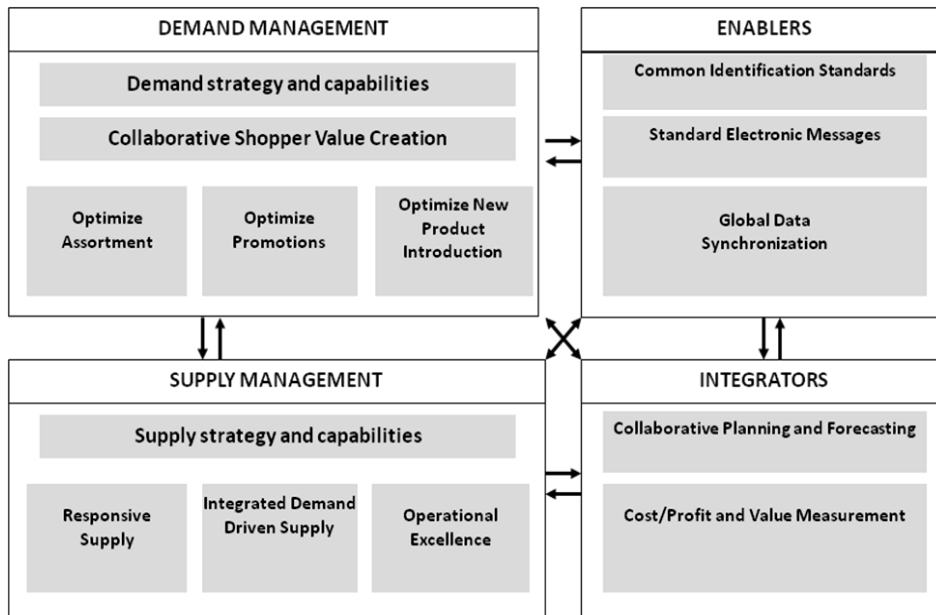 DEMAND MANAGEMENT
Demand strategy and capabilities
Collaborative Shopper Value Creation
Optimize
Assortment
Optimize
Promotions
Optimize New
Product
Introduction
ENABLERS
Common Identification Standards
Standard Electronic Messages
Global Data
Synchronization
SUPPLY MANAGEMENT
Supply strategy and capabilities
Responsive
Supply
Integrated Demand
Driven Supply
Operational
Excellence
INTEGRATORS
Collaborative Planning and Forecasting
Cost/Profit and Value Measurement